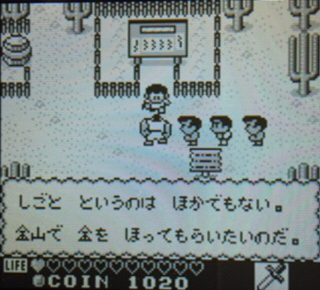 しごと というのは ほかでもない。
金山で 金を ほってもらいたいのだ。
LIFE
COIN 1020